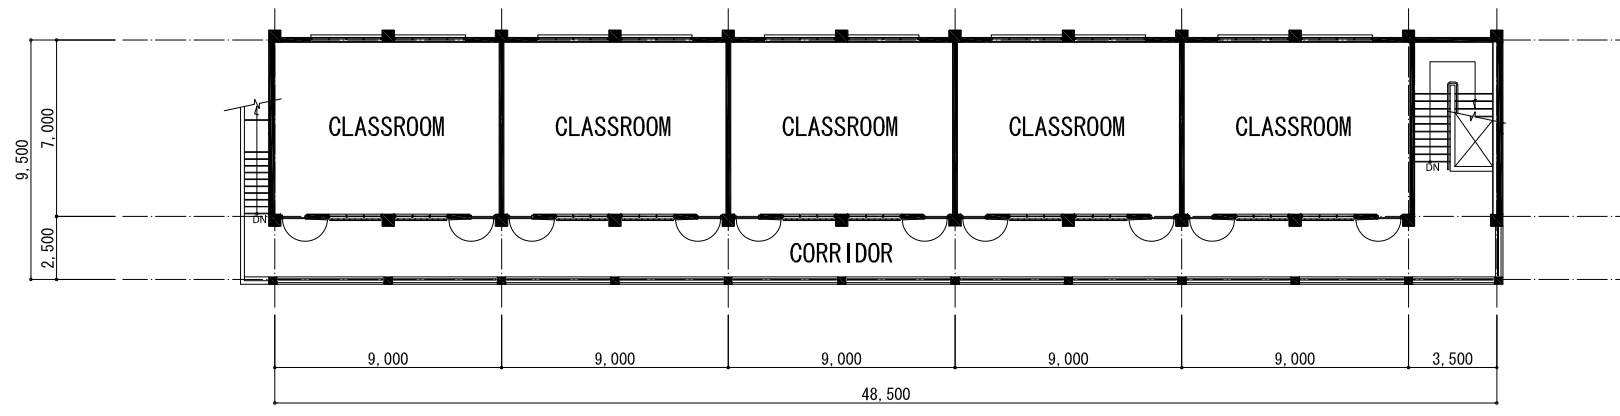 CLASSROOM CLASSROOM CLASSROOM CLASSROOM CLASSROOM
7,000
9,500
DN
DN
2,500
CORRIDOR
9,000 9,000 9,000 9,000 9,000 3,500
48,500